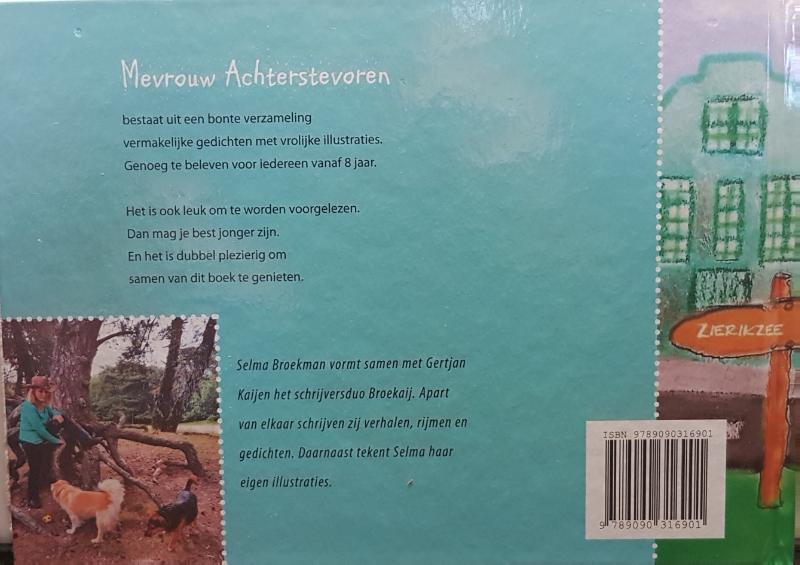 Mevrouw Achterstevoren
bestaat uit een bonte verzameling
vermakelijke gedichten met vrolijke illustraties.
Genoeg te beleven voor iedereen vanaf 8 jaar.
Het is ook leuk om te worden voorgelezen.
Dan mag je best jonger zijn.
En het is dubbel plezierig om
samen van dit boek te genieten.
ZIERIKZEE
Selma Broekman vormt samen met Gertjan
Kaijen het schrijversduo Broekaij. Apart
van elkaar schrijven zij verhalen, rijmen en
gedichten. Daarnaast tekent Selma haar
eigen illustraties.
ISBN 9789090316901
9 789090 316901